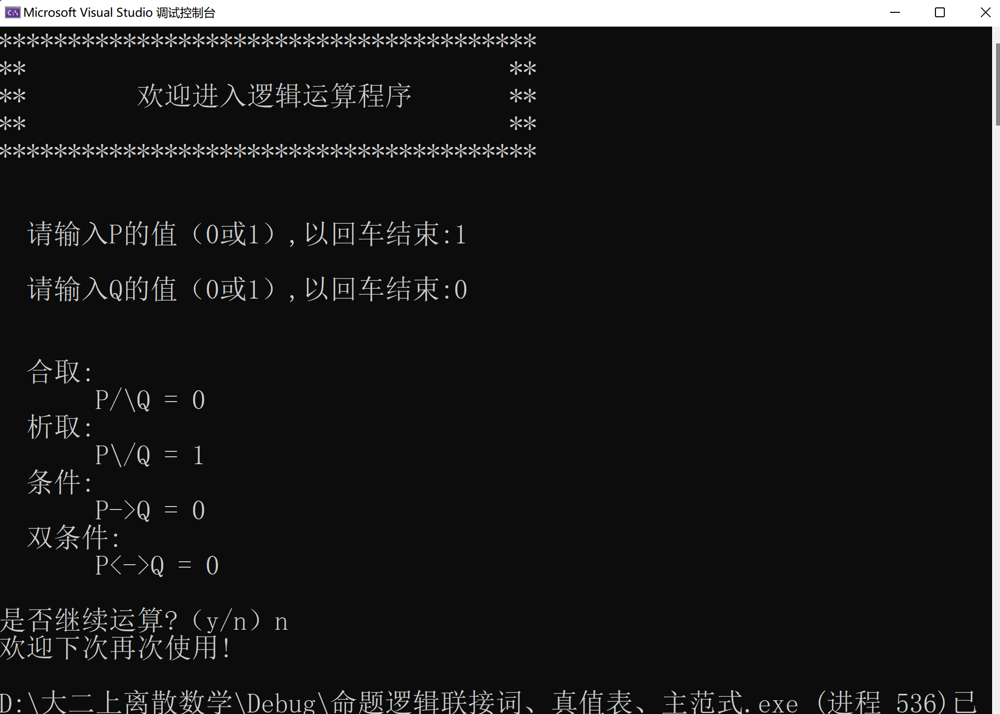 Microsoft Visual Studio 调试控制台
***************************************
** **
** 欢迎进入逻辑运算程序 **
** **
***************************************
请输入P的值（0或1）,以回车结束:1
请输入Q的值（0或1）,以回车结束:0
合取:
P/\Q = 0
析取:
P\/Q = 1
条件:
P->Q = 0
双条件:
P<->Q = 0
是否继续运算?（y/n）n
欢迎下次再次使用!
D:\大二上离散数学\Debug\命题逻辑联接词、真值表、主范式.exe (进程 536)已